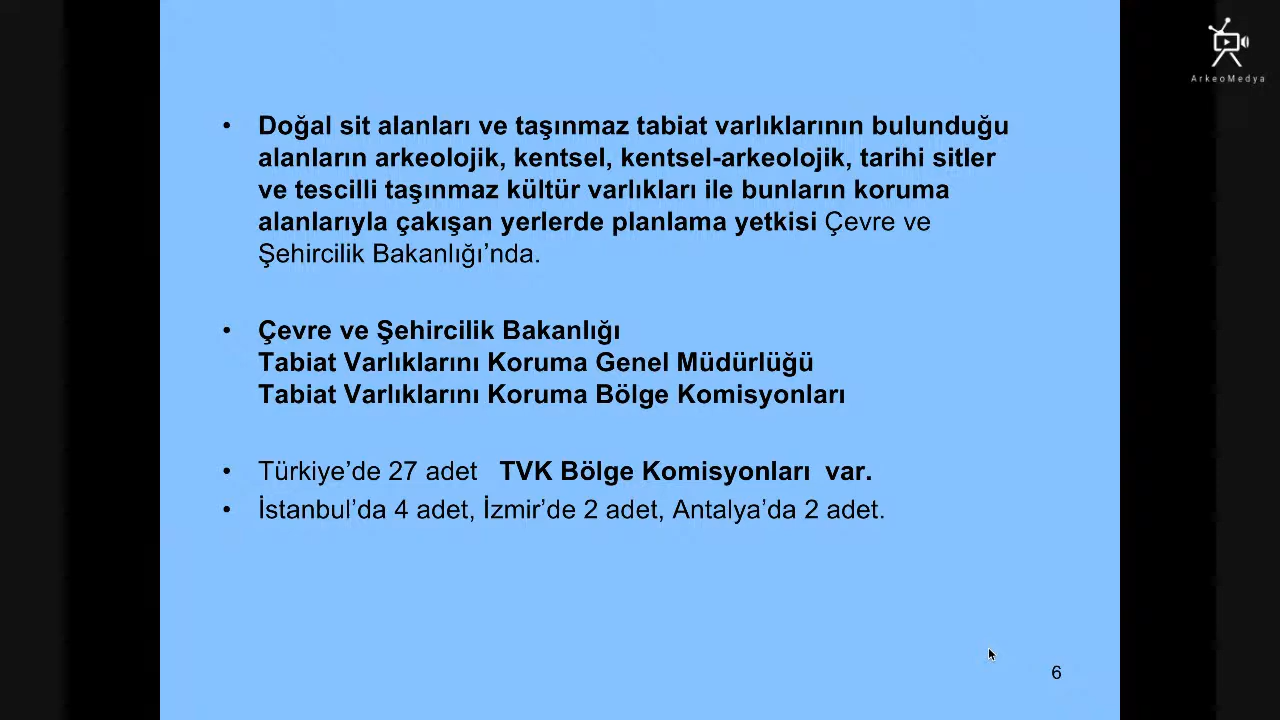 ArkeoMedya
• Doğal sit alanları ve taşınmaz tabiat varlıklarının bulunduğu
alanların arkeolojik, kentsel, kentsel-arkeolojik, tarihi sitler
ve tescilli taşınmaz kültür varlıkları ile bunların koruma
alanlarıyla çakışan yerlerde planlama yetkisi Çevre ve
Şehircilik Bakanlığı’nda.
• Çevre ve Şehircilik Bakanlığı
Tabiat Varlıklarını Koruma Genel Müdürlüğü
Tabiat Varlıklarını Koruma Bölge Komisyonları
• Türkiye’de 27 adet TVK Bölge Komisyonları var.
• İstanbul’da 4 adet, İzmir’de 2 adet, Antalya’da 2 adet.
6